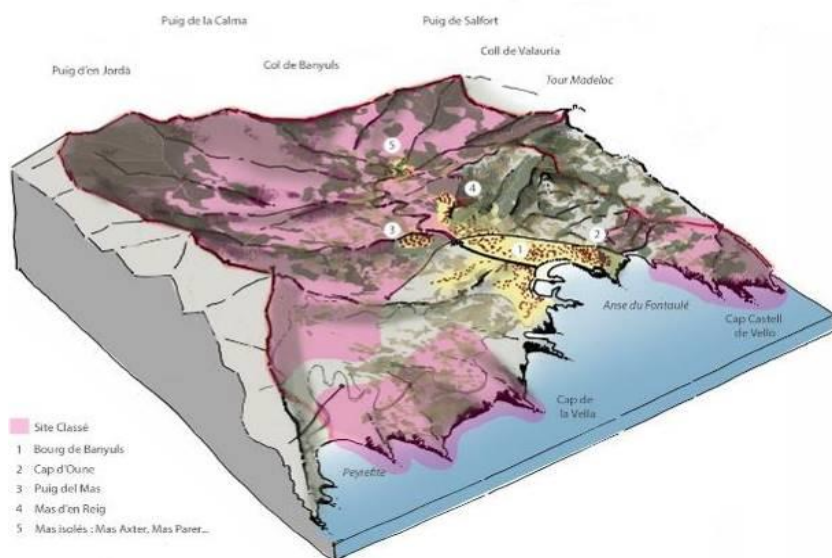 Puig de la Calma
Puig de Salfort
Puig d'en Jordà
Col de Banyuls
Coll de Valauria
Tour Madeloc
5
4
3
2
1
Anse du Fontaulé
Cap Castell
de Vello
Cap de
la Vella
Peyrefite
Site Classé
1 Bourg de Banyuls
2 Cap d'Oune
3 Puig del Mas
4 Mas d'en Reig
5 Mas isolés : Mas Axter, Mas Parer...